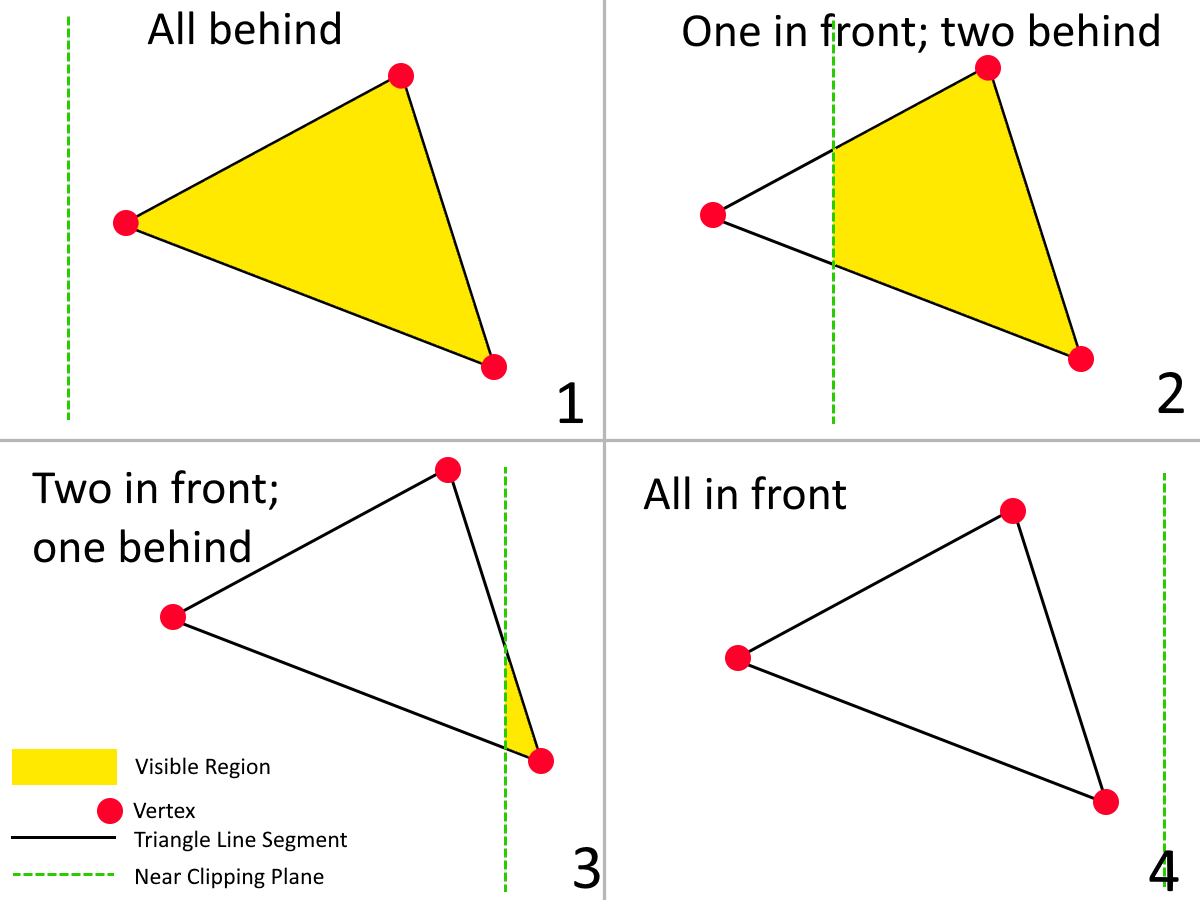 All behind
1
One in front; two behind
2
Two in front;
one behind
Visible Region
Vertex
Triangle Line Segment
Near Clipping Plane
3
All in front
4